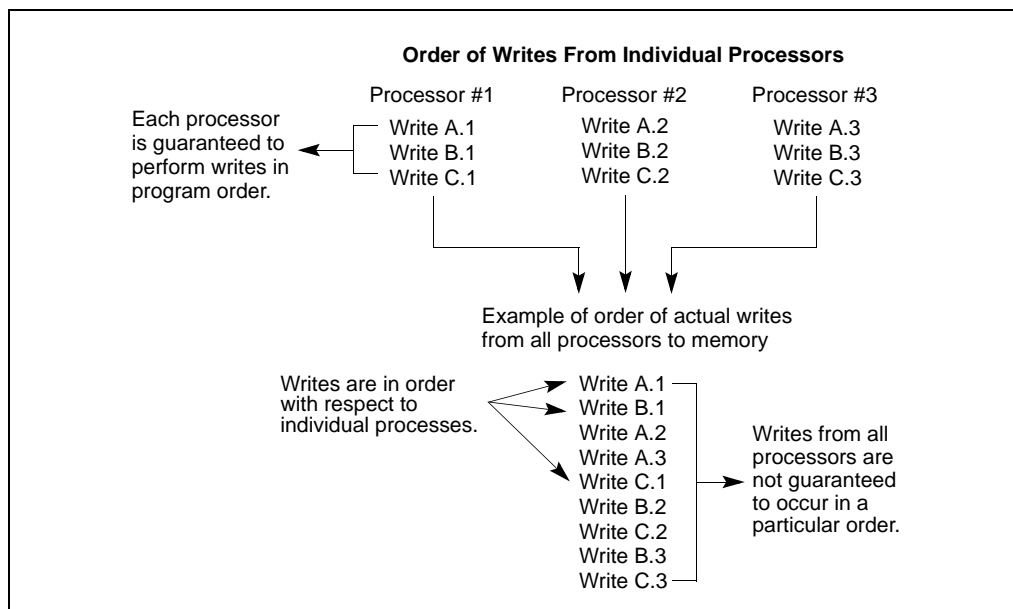 Order of Writes From Individual Processors
Processor #1
Processor #2
Processor #3
Each processor
is guaranteed to
perform writes in
program order.
Write A.1
Write B.1
Write C.1
Write A.2
Write B.2
Write C.2
Write A.3
Write B.3
Write C.3
Example of order of actual writes
from all processors to memory
Writes are in order
with respect to
individual processes.
Write A.1
Write B.1
Write A.2
Write A.3
Write C.1
Write B.2
Write C.2
Write B.3
Write C.3
Writes from all
processors are
not guaranteed
to occur in a
particular order.